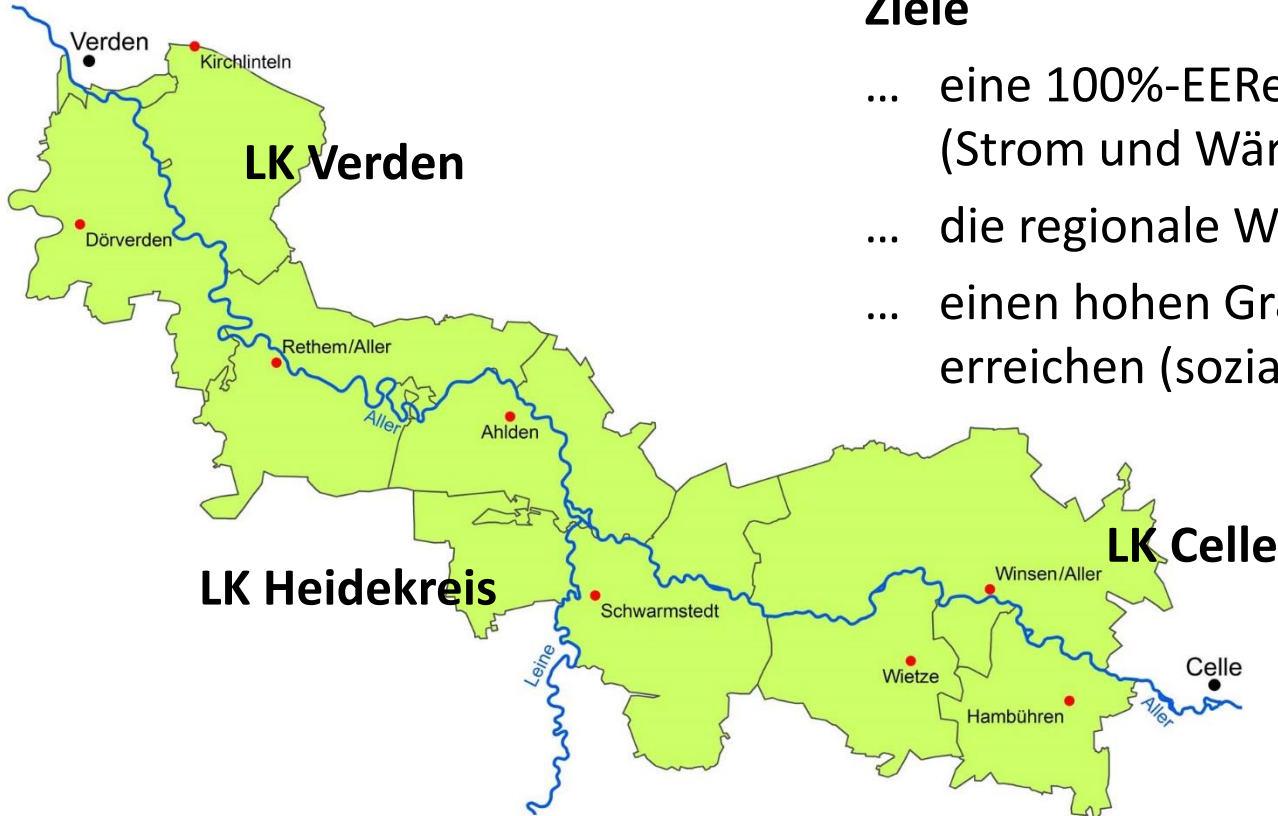 Ziele
… eine 100%-EERe
(Strom und Wär
… die regionale W
… einen hohen Gra
erreichen (sozia
Verden
Kirchlinteln
LK Verden
Dörverden
Rethem/Aller
Aller
Ahlden
LK Heidekreis
Schwarmstedt
Leine
LK Celle
Winsen/Aller
Wietze
Hambühren
Celle
Aller